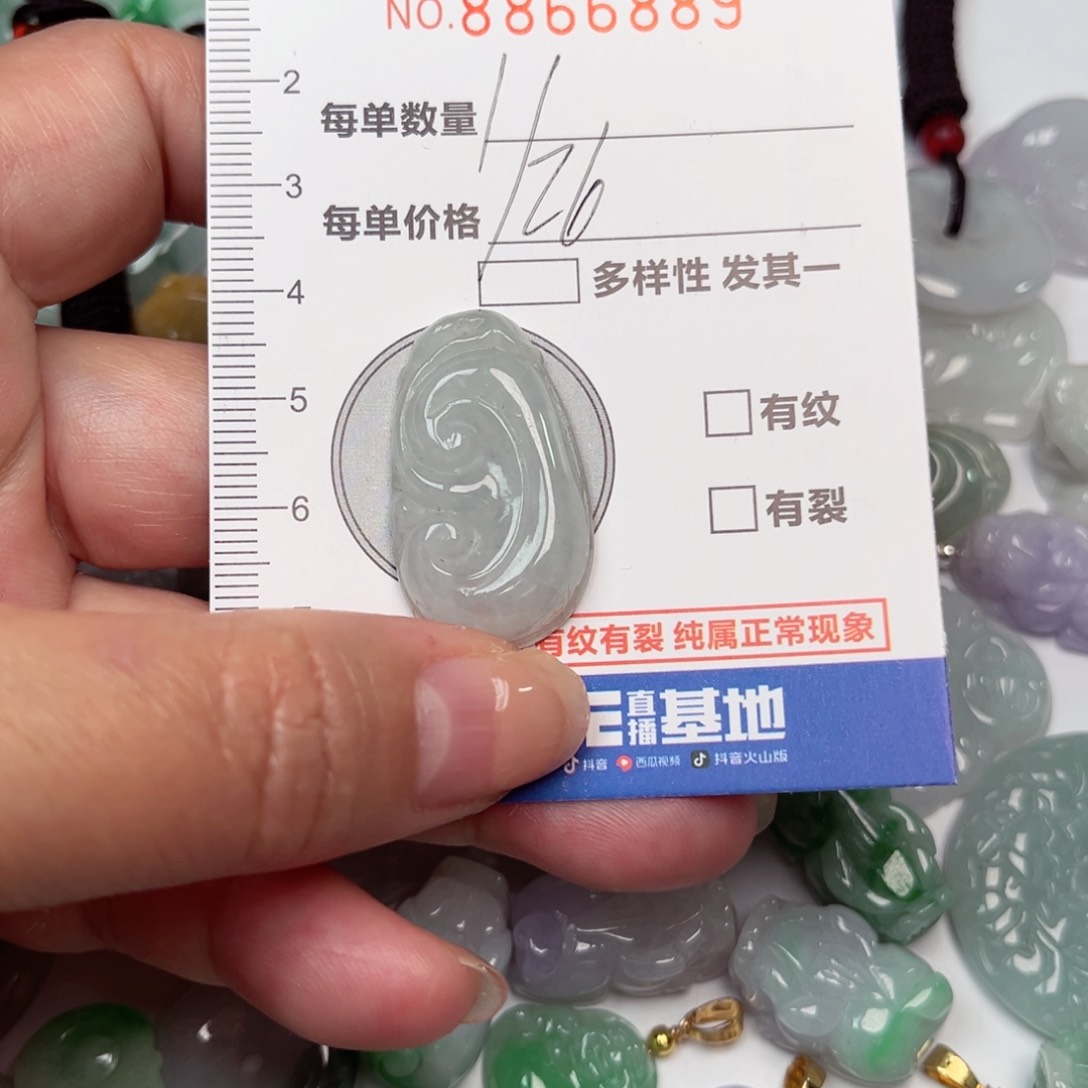 NO.8866889
2
每单数量 1
3
每单价格 126
4
多样性 发其一
5
有纹
6
有裂
有纹有裂 纯属正常现象
直播基地
抖音 西瓜视频 抖音火山版